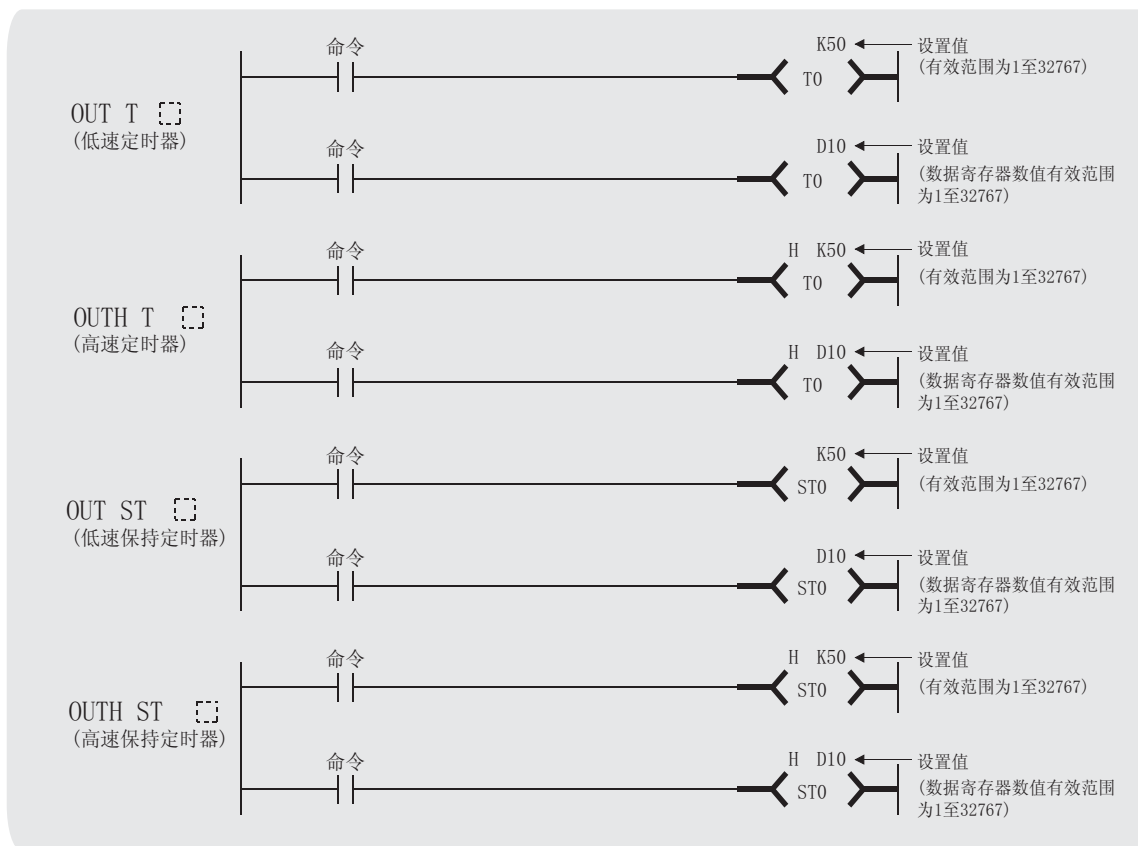 命令
K50
设置值
(有效范围为1至32767)
T0
OUT T
(低速定时器)
命令
D10
设置值
T0
(数据寄存器数值有效范围
为1至32767)
命令
H K50
设置值
(有效范围为1至32767)
T0
OUTH T
(高速定时器)
命令
H D10
设置值
T0
(数据寄存器数值有效范围
为1至32767)
命令
K50
设置值
(有效范围为1至32767)
ST0
OUT ST
(低速保持定时器)
命令
D10
设置值
ST0
(数据寄存器数值有效范围
为1至32767)
命令
H K50
设置值
(有效范围为1至32767)
ST0
OUTH ST
(高速保持定时器)
命令
H D10
设置值
ST0
(数据寄存器数值有效范围
为1至32767)